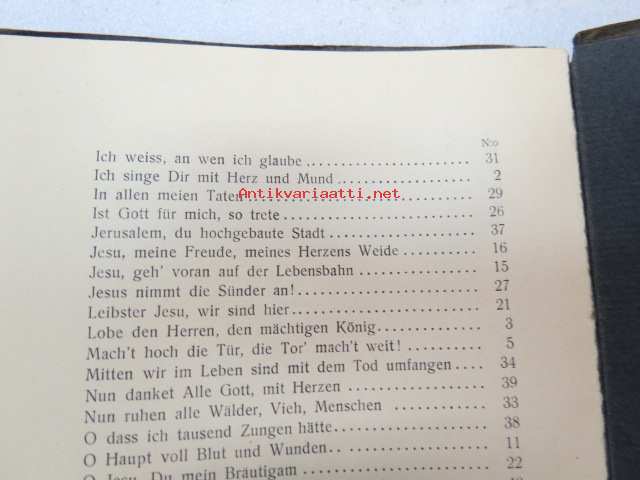 N:o
Ich weiss, an wen ich glaube ........................ 31
Ich singe Dir mit Herz und Mund .................... 2
In allen meien Taten ................................ 29
Antikvariaatti.net
Ist Gott für mich, so trete ........................... 26
Jerusalem, du hochgebaute Stadt ..................... 37
Jesu, meine Freude, meines Herzens Weide .......... 16
Jesu, geh' voran auf der Lebensbahn ................. 15
Jesus nimmt die Sünder an! .......................... 27
Leibster Jesu, wir sind hier .......................... 21
Lobe den Herren, den mächtigen König .............. 3
Mach't hoch die Tür, die Tor' mach't weit! ........... 5
Mitten wir im Leben sind mit dem Tod umfangen .... 34
Nun danket Alle Gott, mit Herzen ................... 39
Nun ruhen alle Wälder, Vieh, Menschen ............. 33
O dass ich tausend Zungen hätte ..................... 38
O Haupt voll Blut und Wunden ...................... 11
O Jesu, Du mein Bräutigam ......................... 22